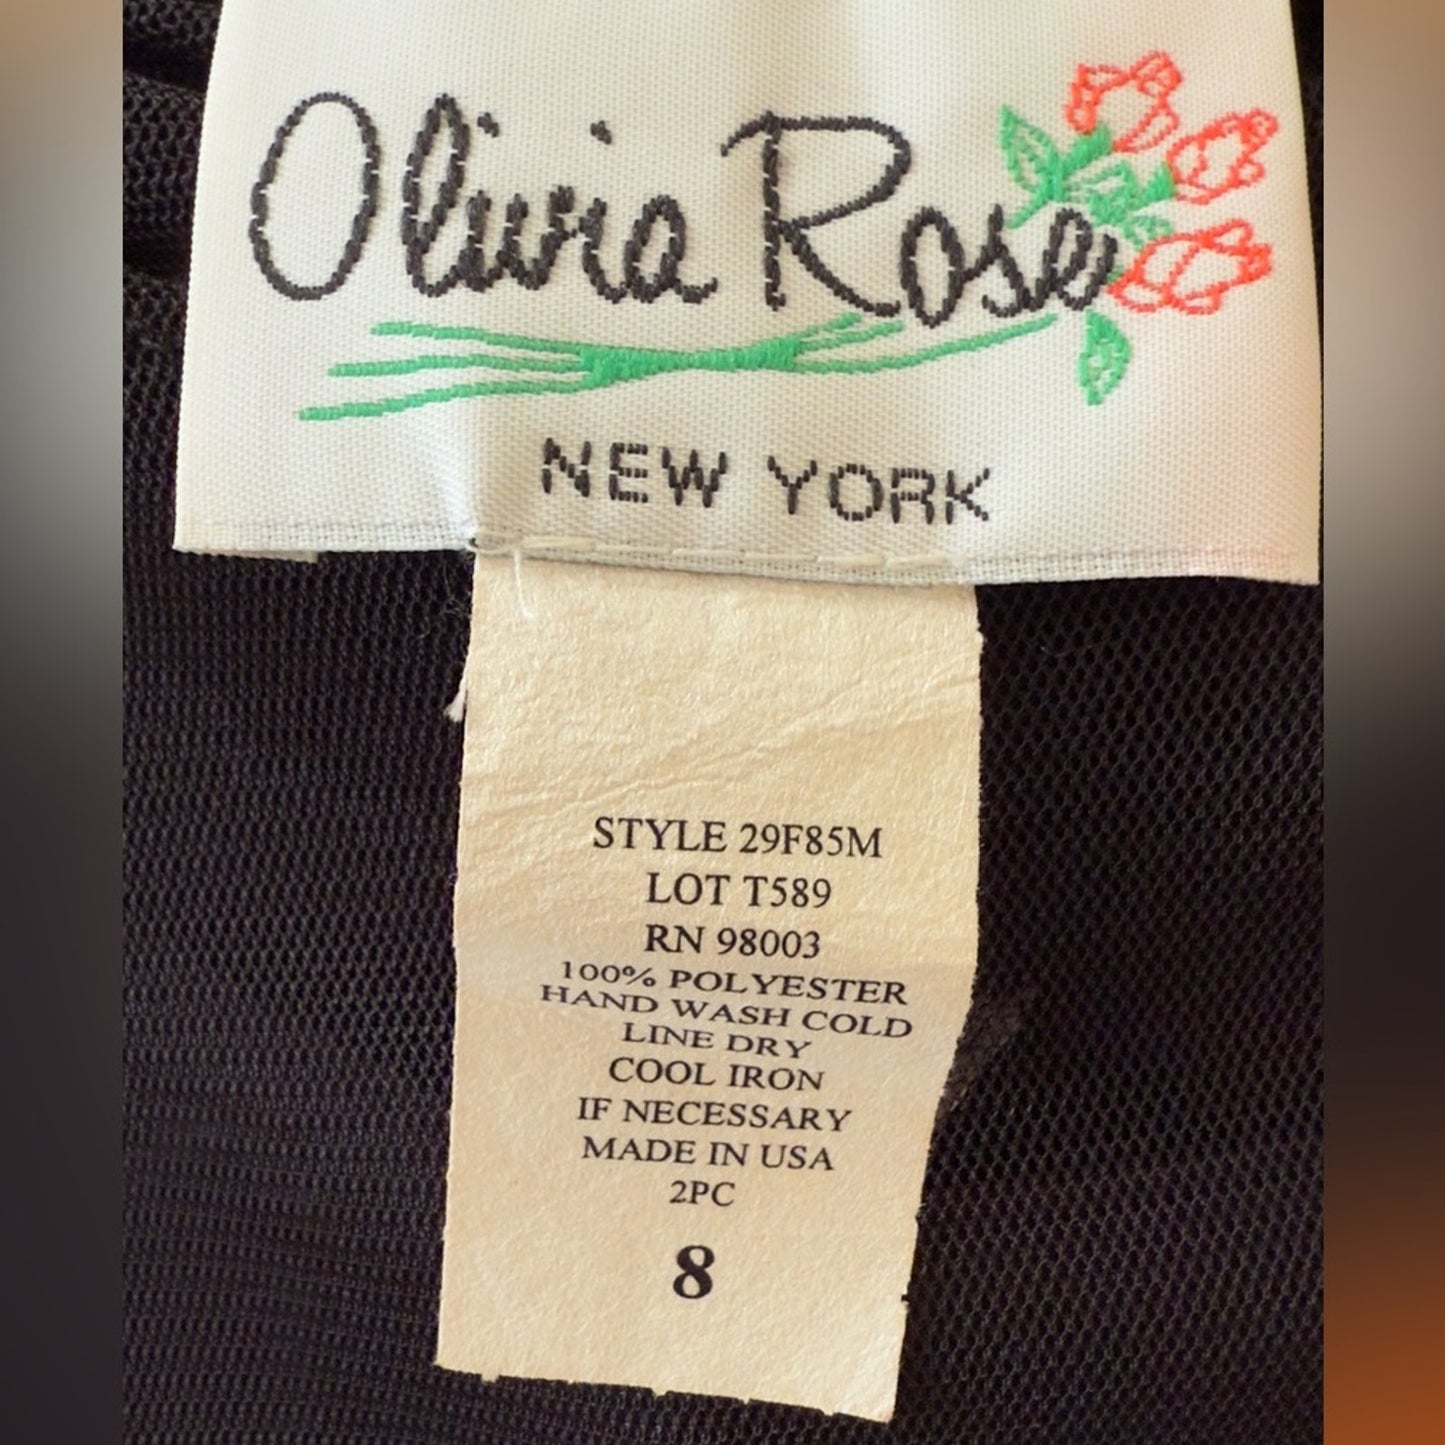 Olivia Rose
NEW YORK
STYLE 29F85M
LOT T589
RN 98003
100% POLYESTER
HAND WASH COLD
LINE DRY
COOL IRON
IF NECESSARY
MADE IN USA
2PC
8